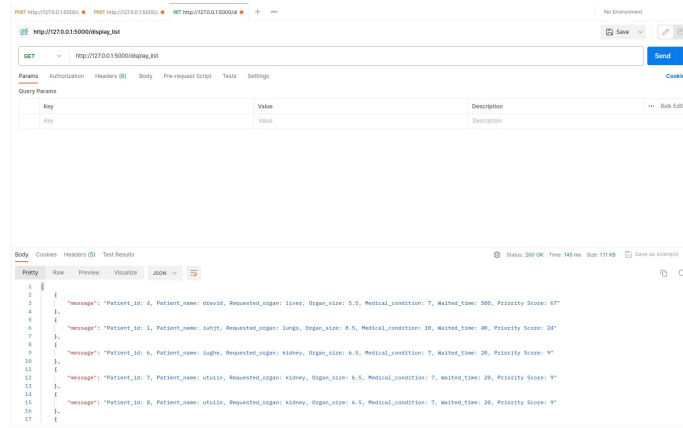 POST http://127.0.0.1:5000/i POST http://127.0.0.1:5000/i GET http://127.0.0.1:5000/di + ••• No Environment
http://127.0.0.1:5000/display_list Save
GET http://127.0.0.1:5000/display_list Send
Params Authorization Headers (6) Body Pre-request Script Tests Settings Cookie
Query Params
Key Value Description ••• Bulk Edit
Key Value Description
Body Cookies Headers (5) Test Results Status: 200 OK Time: 145 ms Size: 1.11 KB Save as example
Pretty Raw Preview Visualize JSON
1 [
2 {
3 "message": "Patient_id: 4, Patient_name: dravid, Requested_organ: liver, Organ_size: 5.5, Medical_condition: 7, Waited_time: 500, Priority Score: 67"
4 },
5 {
6 "message": "Patient_id: 1, Patient_name: iuhjt, Requested_organ: lungs, Organ_size: 8.5, Medical_condition: 10, Waited_time: 40, Priority Score: 24"
7 },
8 {
9 "message": "Patient_id: 6, Patient_name: iughe, Requested_organ: kidney, Organ_size: 6.5, Medical_condition: 7, Waited_time: 20, Priority Score: 9"
10 },
11 {
12 "message": "Patient_id: 7, Patient_name: utuiin, Requested_organ: kidney, Organ_size: 6.5, Medical_condition: 7, Waited_time: 20, Priority Score: 9"
13 },
14 {
15 "message": "Patient_id: 8, Patient_name: utuiin, Requested_organ: kidney, Organ_size: 6.5, Medical_condition: 7, Waited_time: 20, Priority Score: 9"
16 },
17 {